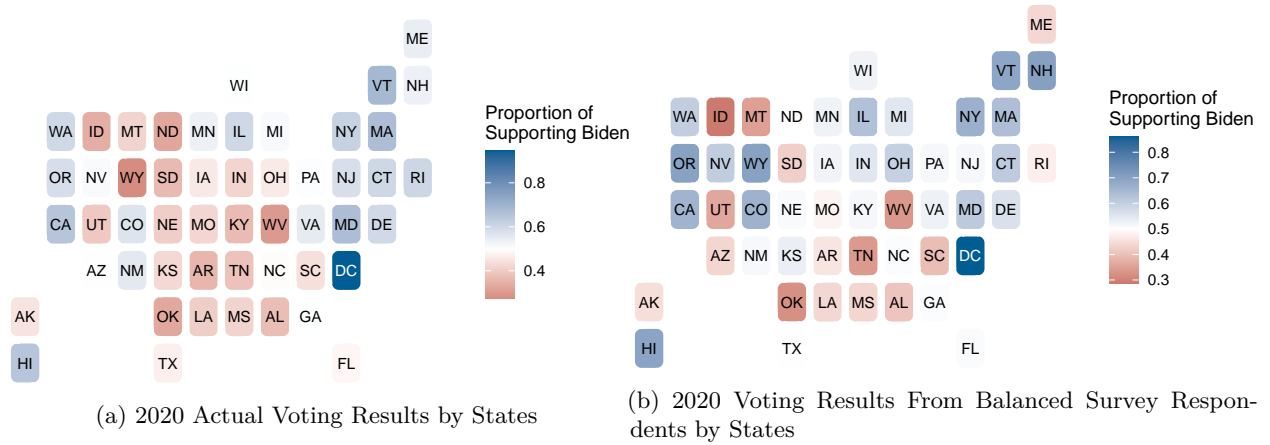 ME
WI VT NH
WA ID MT ND MN IL MI NY MA
OR NV WY SD IA IN OH PA NJ CT RI
CA UT CO NE MO KY WV VA MD DE
AZ NM KS AR TN NC SC DC
AK OK LA MS AL GA
HI TX FL
Proportion of
Supporting Biden
0.8
0.6
0.4
(a) 2020 Actual Voting Results by States
ME
WI VT NH
WA ID MT ND MN IL MI NY MA
OR NV WY SD IA IN OH PA NJ CT RI
CA UT CO NE MO KY WV VA MD DE
AZ NM KS AR TN NC SC DC
AK OK LA MS AL GA
HI TX FL
Proportion of
Supporting Biden
0.8
0.7
0.6
0.5
0.4
0.3
(b) 2020 Voting Results From Balanced Survey Respon-
dents by States